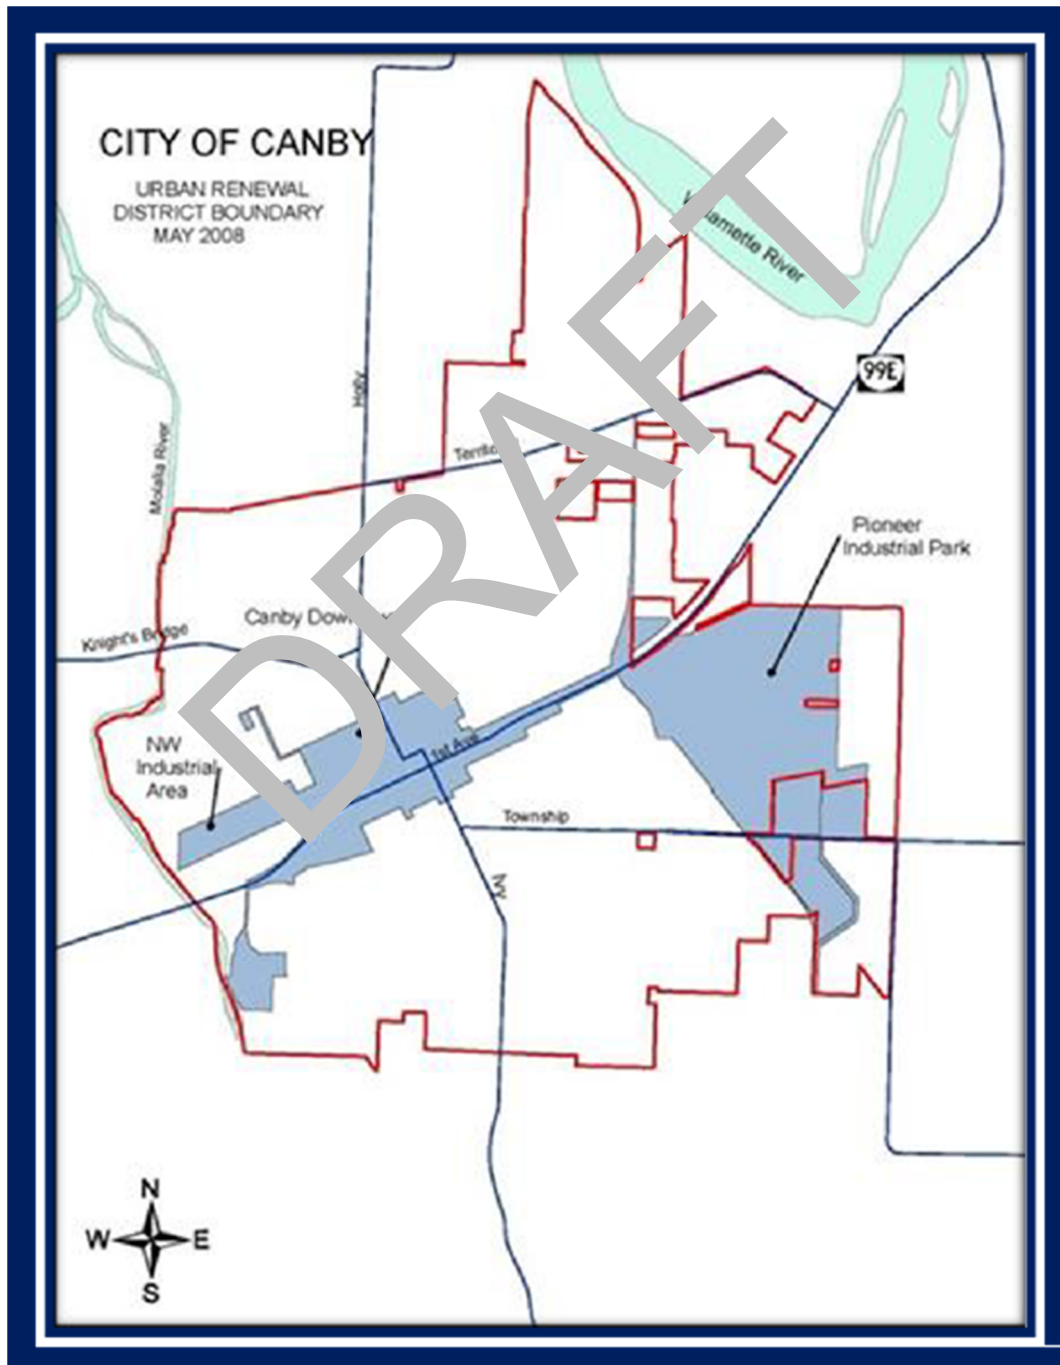 CITY OF CANBY
URBAN RENEWAL
DISTRICT BOUNDARY
MAY 2008
Willamette River
99E
Holly
Molalla River
Pioneer
Industrial Park
Canby
Knight's Bridge
NW
Industrial
Area
1st Ave
Township
Ivy
DRAFT
N
W E
S